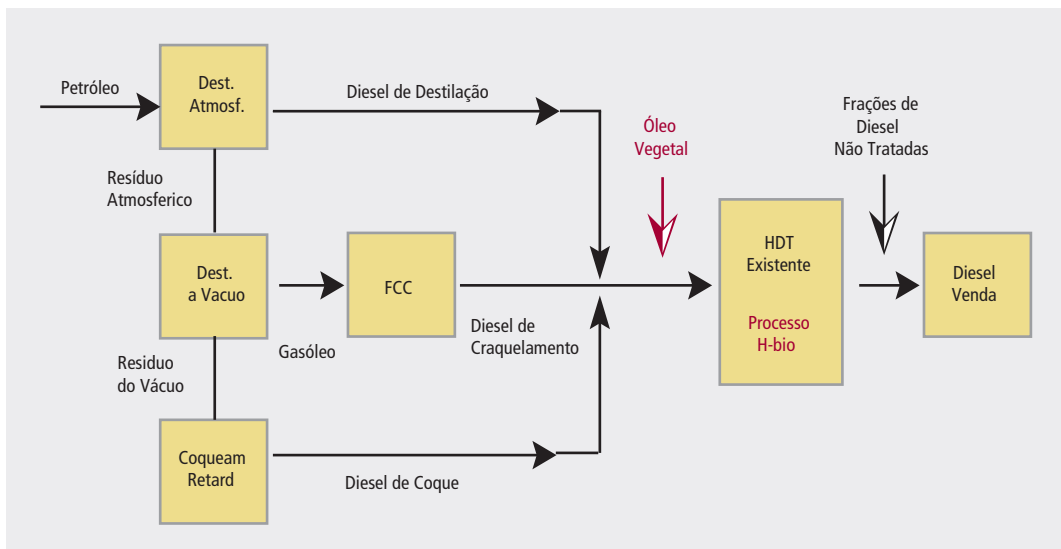 Petróleo
Dest.
Atmosf.
Diesel de Destilação
Óleo
Vegetal
Frações de
Diesel
Não Tratadas
Resíduo
Atmosferico
Dest.
a Vacuo
Gasóleo
FCC
Diesel de
Craquelamento
HDT
Existente
Processo
H-bio
Diesel
Venda
Residuo
do Vácuo
Coqueam
Retard
Diesel de Coque